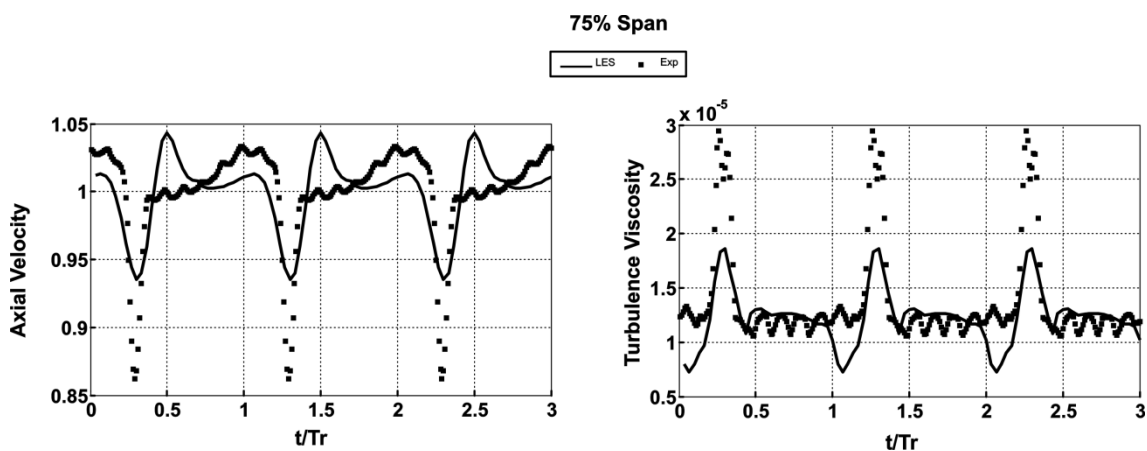 75% Span
LES Exp
Axial Velocity
1.05
1
0.95
0.9
0.85
0 0.5 1 1.5 2 2.5 3
t/Tr
x 10^-5
Turbulence Viscosity
3
2.5
2
1.5
1
0.5
0 0.5 1 1.5 2 2.5 3
t/Tr